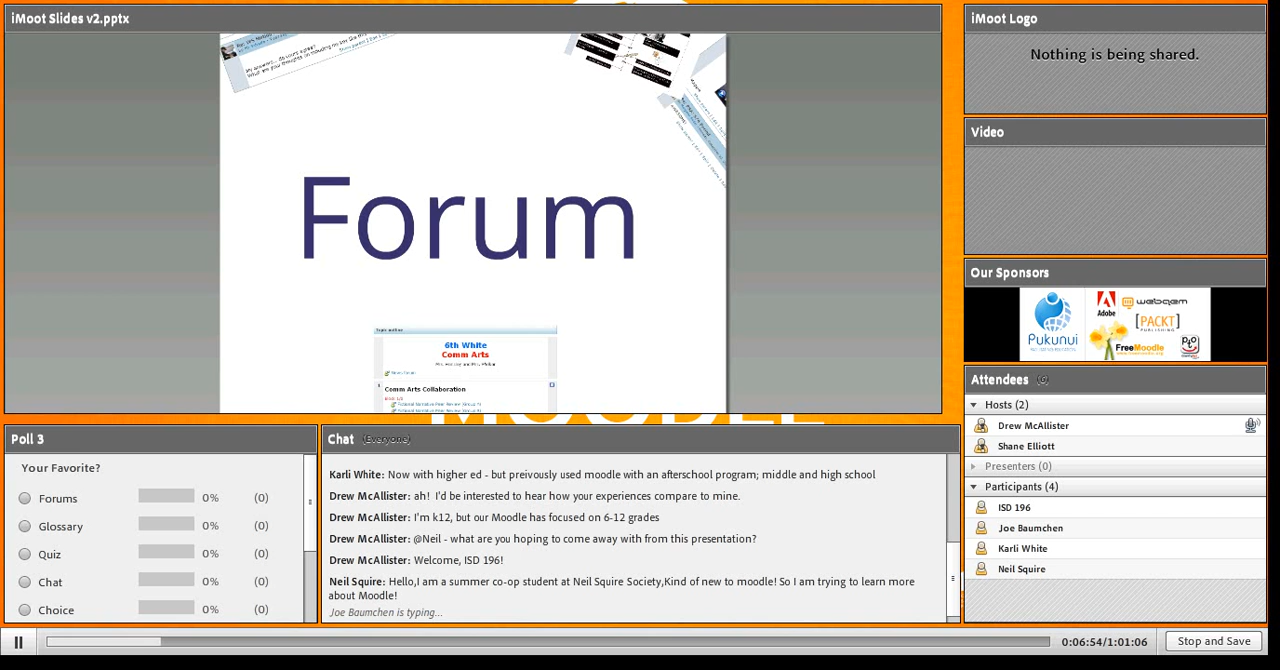 iMoot Slides v2.pptx
Forum
Topic outline
6th White
Comm Arts
Comm Arts Collaboration
MOODLE
iMoot Logo
Nothing is being shared.
Video
Our Sponsors
Pukunui
Adobe
webqem
[PACKT]
PUBLISHING
FreeMoodle
Attendees (6)
Hosts (2)
Drew McAllister
Shane Elliott
Presenters (0)
Participants (4)
ISD 196
Joe Baumchen
Karli White
Neil Squire
Poll 3
Your Favorite?
Forums 0% (0)
Glossary 0% (0)
Quiz 0% (0)
Chat 0% (0)
Choice 0% (0)
Chat (Everyone)
Karli White: Now with higher ed - but preivously used moodle with an afterschool program; middle and high school
Drew McAllister: ah! I'd be interested to hear how your experiences compare to mine.
Drew McAllister: I'm k12, but our Moodle has focused on 6-12 grades
Drew McAllister: @Neil - what are you hoping to come away with from this presentation?
Drew McAllister: Welcome, ISD 196!
Neil Squire: Hello,I am a summer co-op student at Neil Squire Society,Kind of new to moodle! So I am trying to learn more
about Moodle!
Joe Baumchen is typing...
0:06:54/1:01:06
Stop and Save